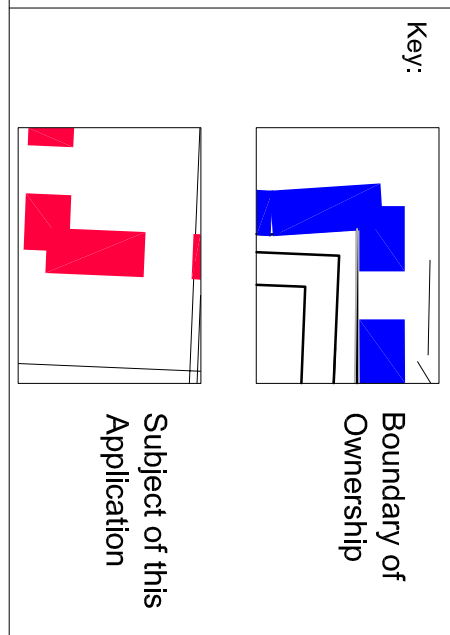 Key:
Boundary of
Ownership
Subject of this
Application